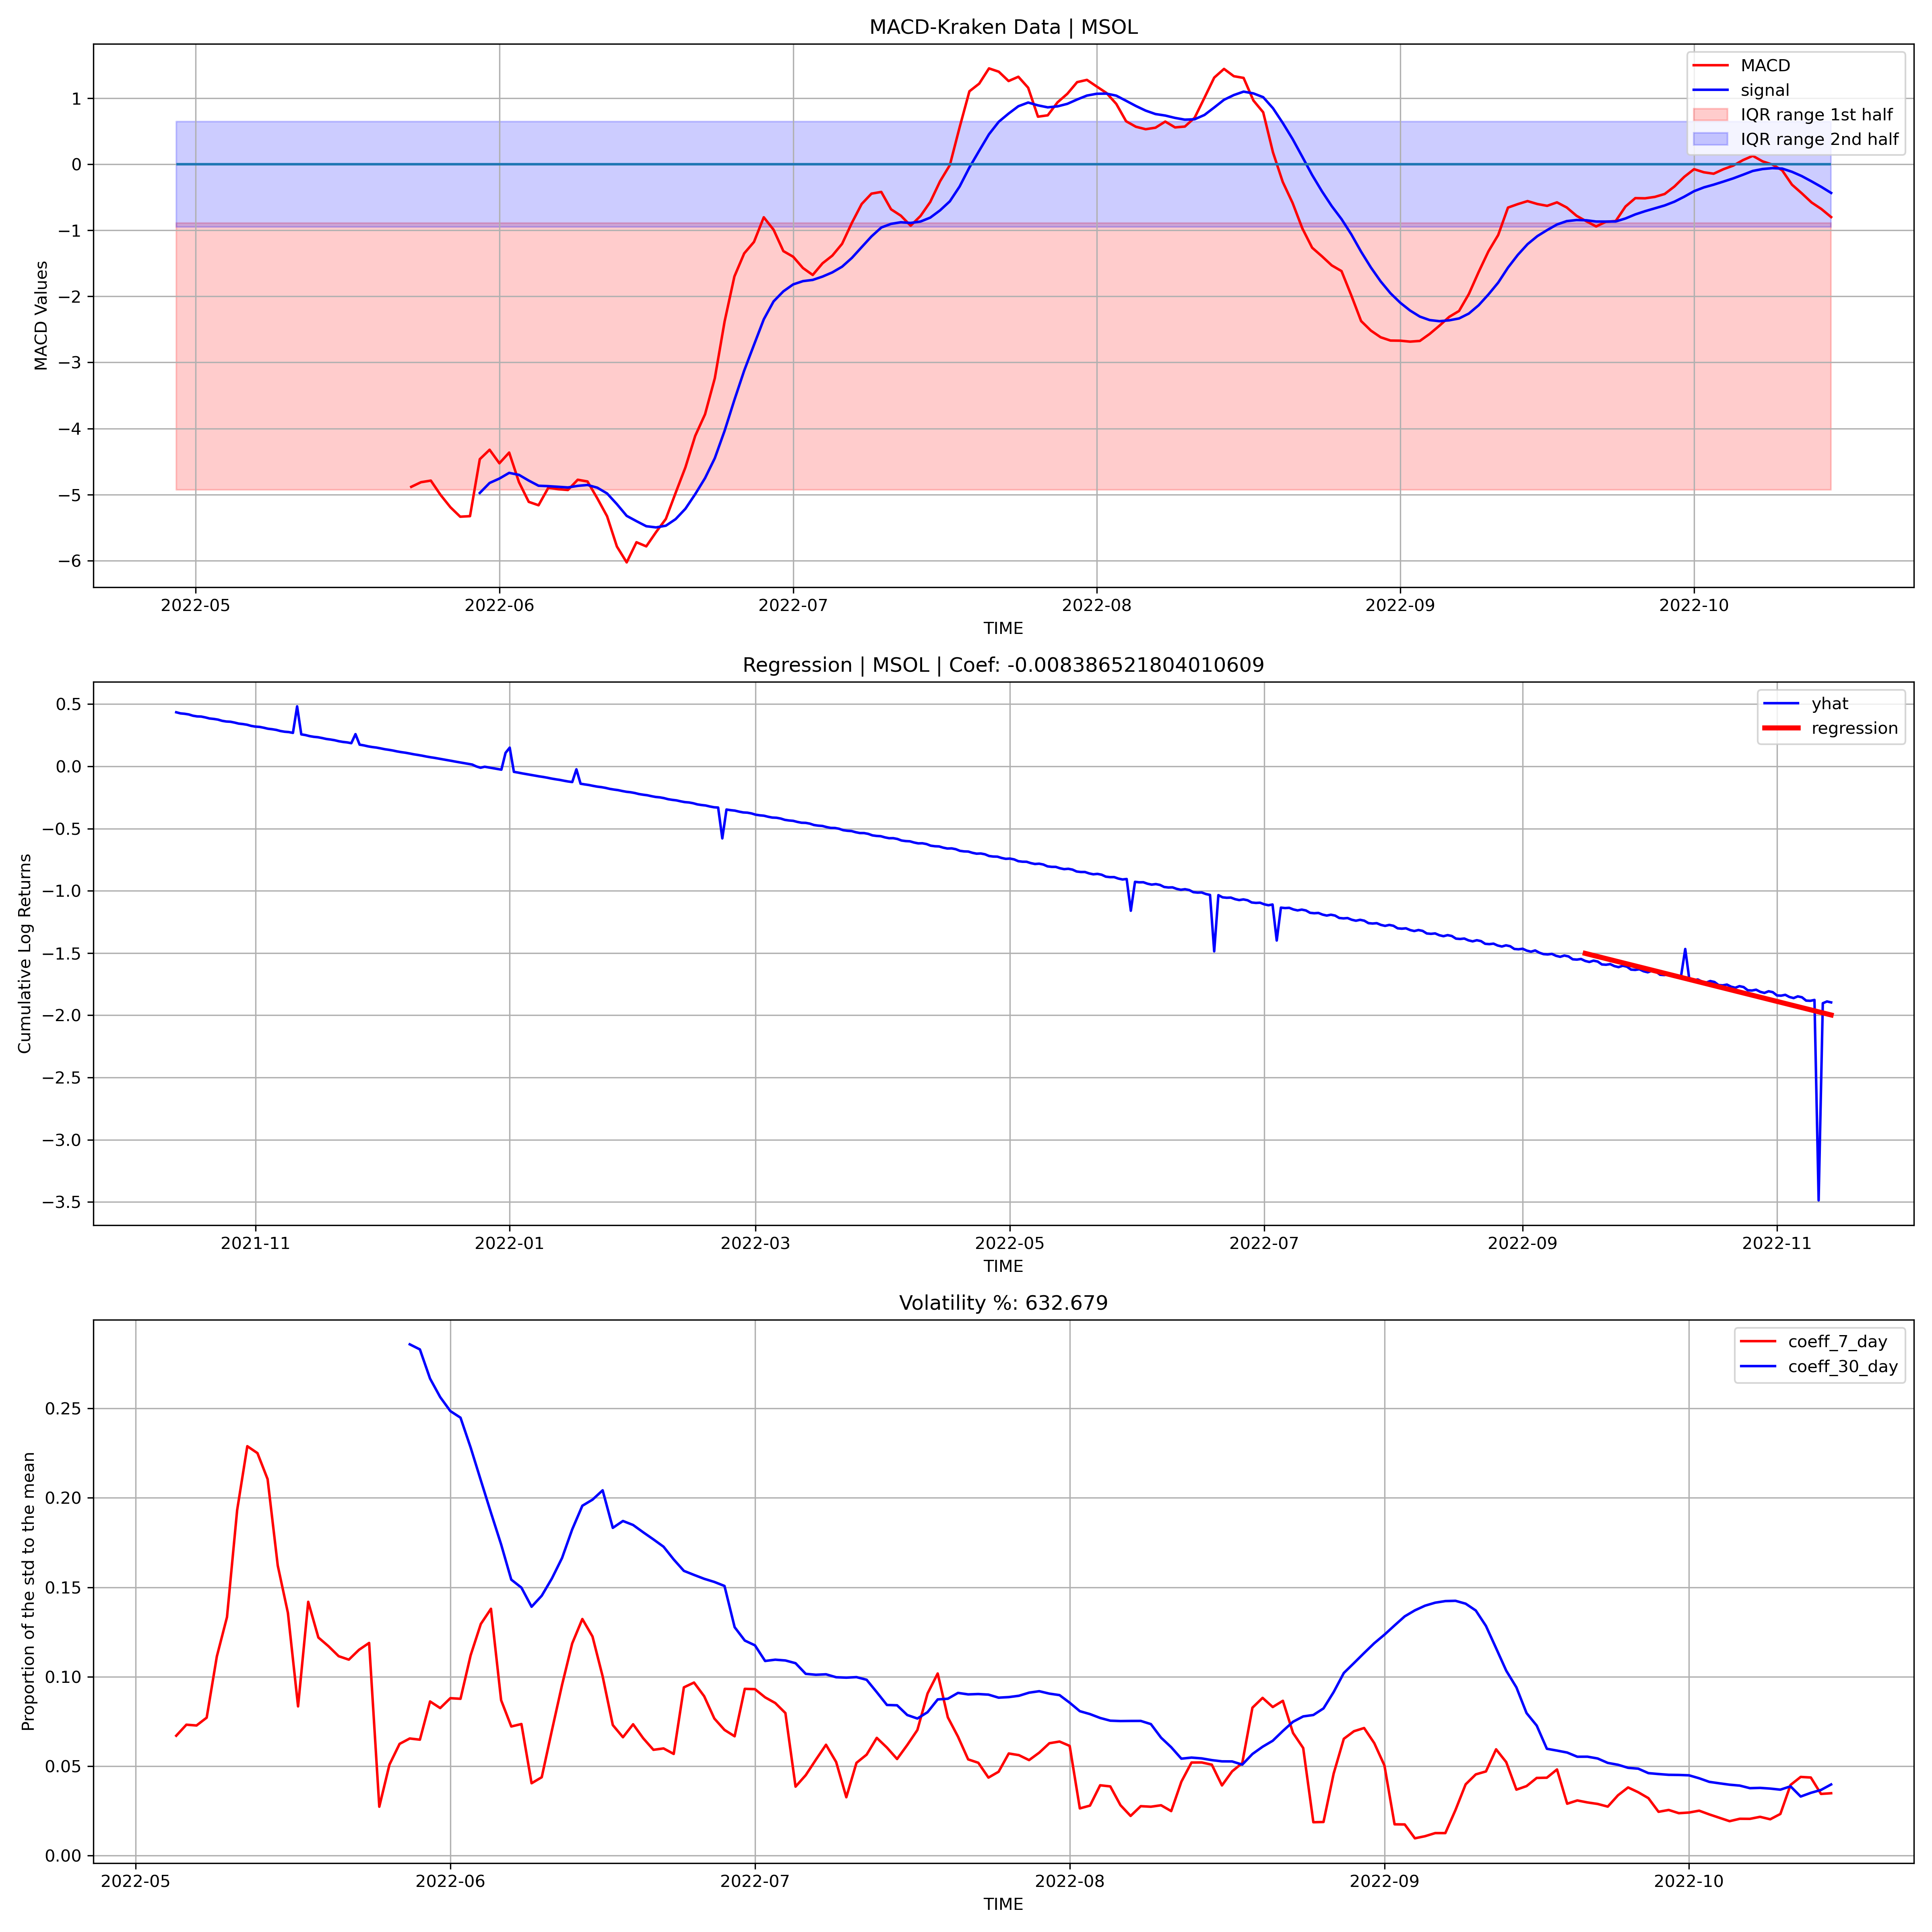 MACD-Kraken Data | MSOL
MACD
signal
IQR range 1st half
IQR range 2nd half
MACD Values
1
0
−1
−2
−3
−4
−5
−6
2022-05 2022-06 2022-07 2022-08 2022-09 2022-10
TIME
Regression | MSOL | Coef: -0.008386521804010609
yhat
regression
Cumulative Log Returns
0.5
0.0
−0.5
−1.0
−1.5
−2.0
−2.5
−3.0
−3.5
2021-11 2022-01 2022-03 2022-05 2022-07 2022-09 2022-11
TIME
Volatility %: 632.679
coeff_7_day
coeff_30_day
Proportion of the std to the mean
0.25
0.20
0.15
0.10
0.05
0.00
2022-05 2022-06 2022-07 2022-08 2022-09 2022-10
TIME